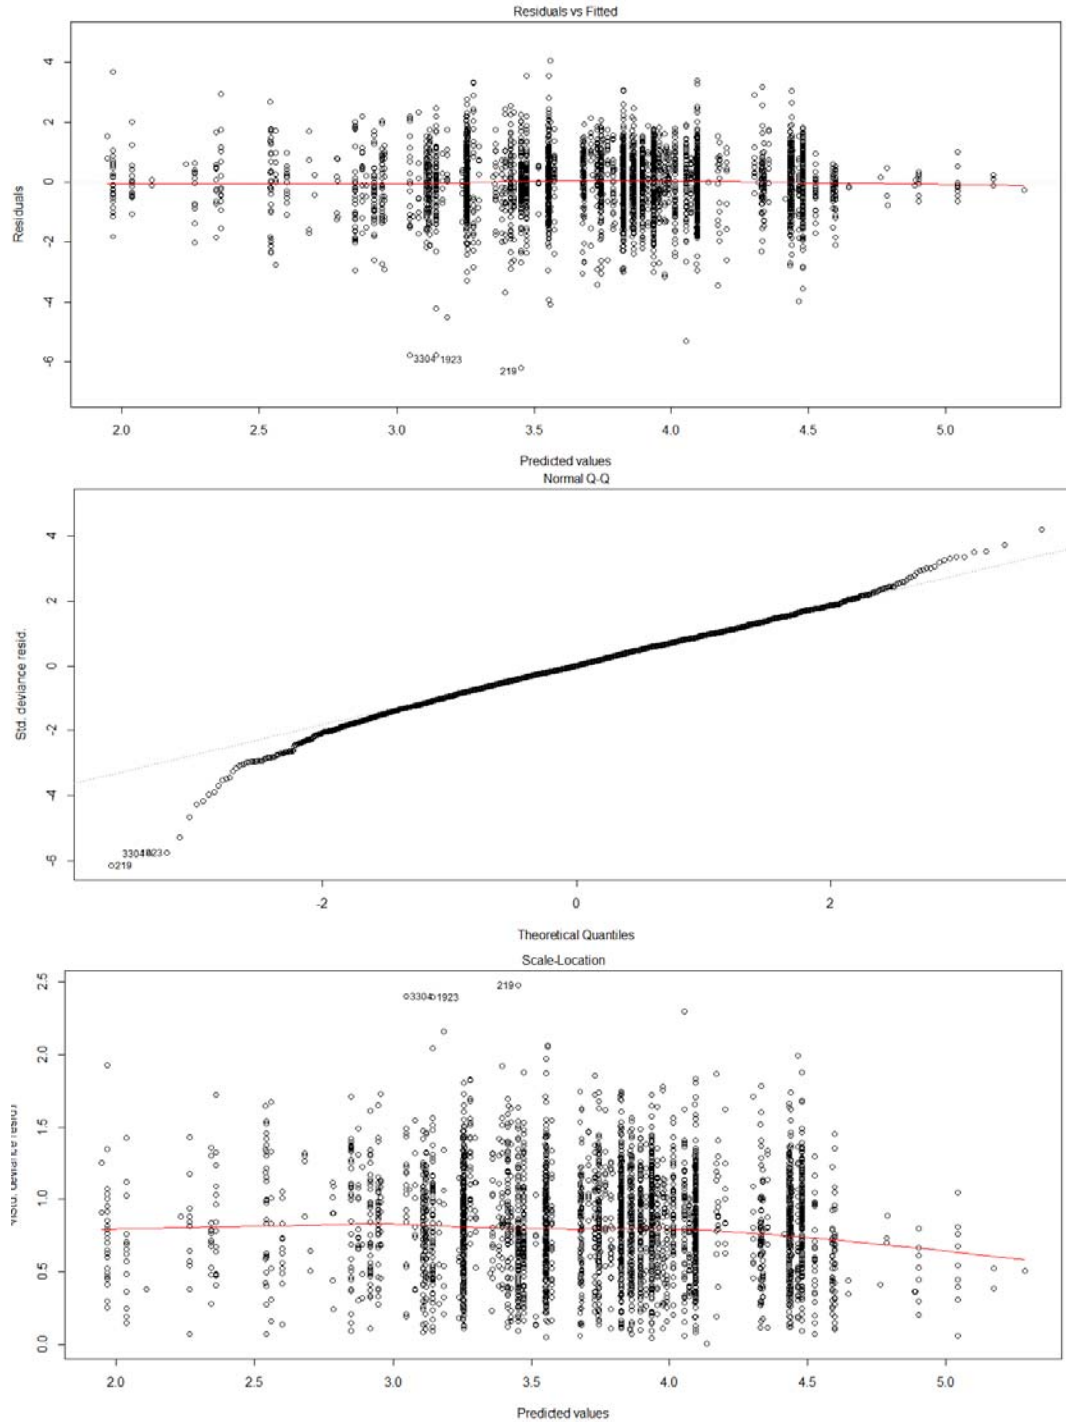 Residuals vs Fitted
4
2
0
-2
-4
-6
Residuals
3304 1923
219
2.0 2.5 3.0 3.5 4.0 4.5 5.0
Predicted values
Normal Q-Q
4
2
0
-2
-4
-6
Std. deviance resid.
219
-2 0 2
Theoretical Quantiles
Scale-Location
2.5
2.0
1.5
1.0
0.5
0.0
3304 1923
219
2.0 2.5 3.0 3.5 4.0 4.5 5.0
Predicted values